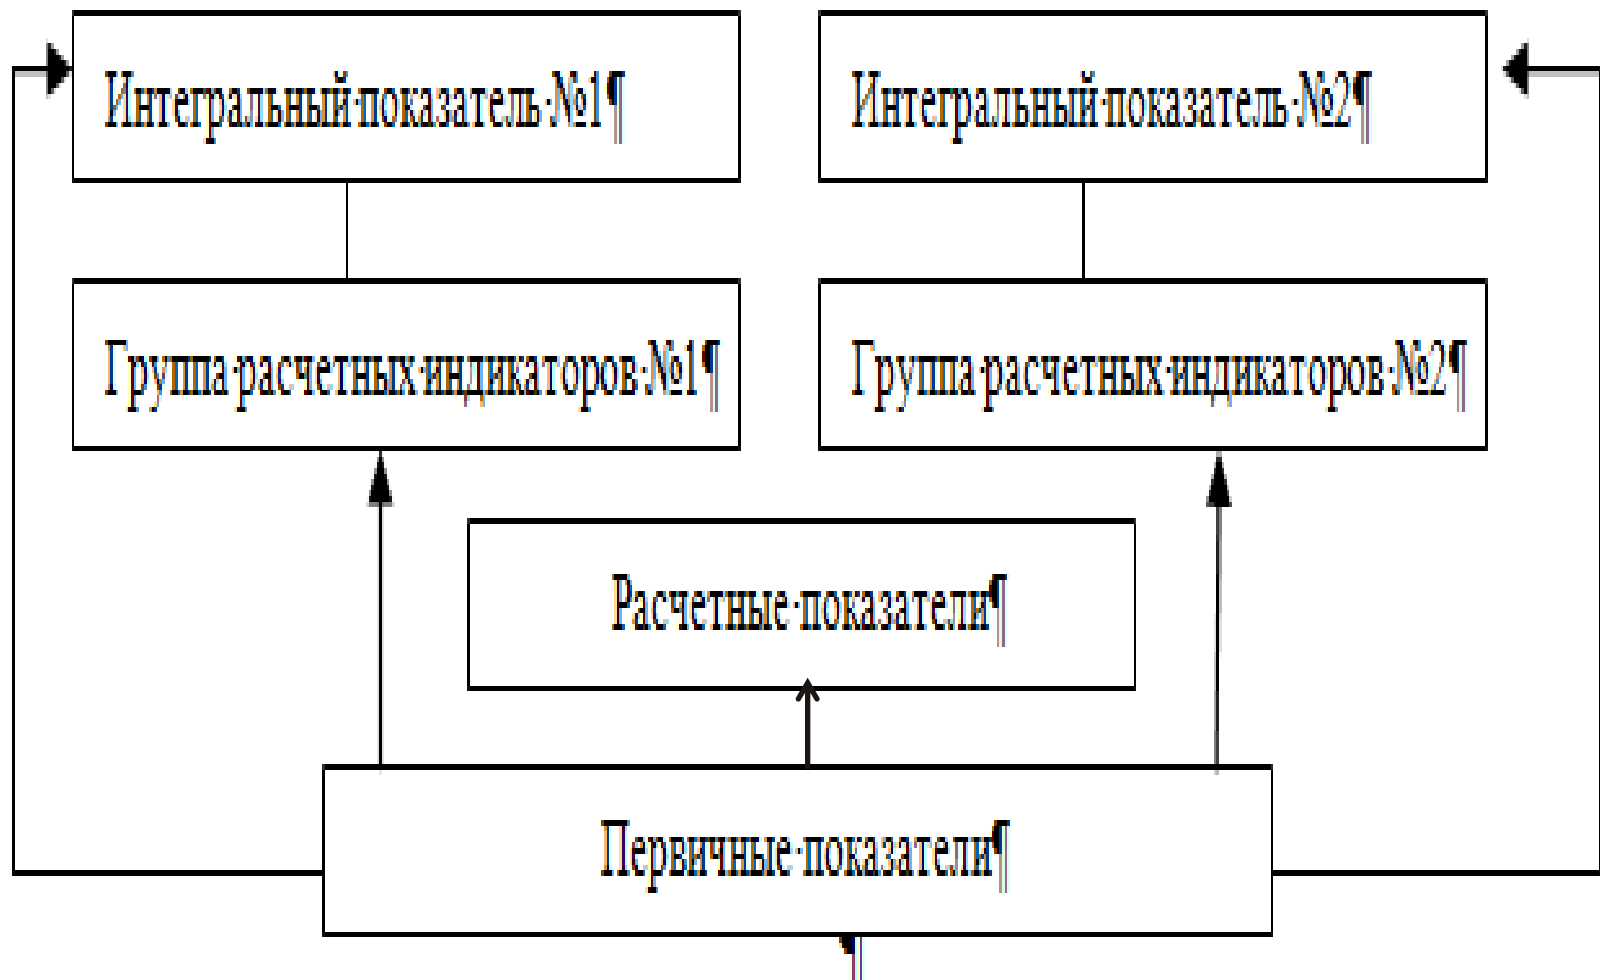 Интегральный·показатель·№1¶
Интегральный·показатель·№2¶
Группа·расчетных·индикаторов·№1¶
Группа·расчетных·индикаторов·№2¶
Расчетные·показатели¶
Первичные·показатели¶
¶